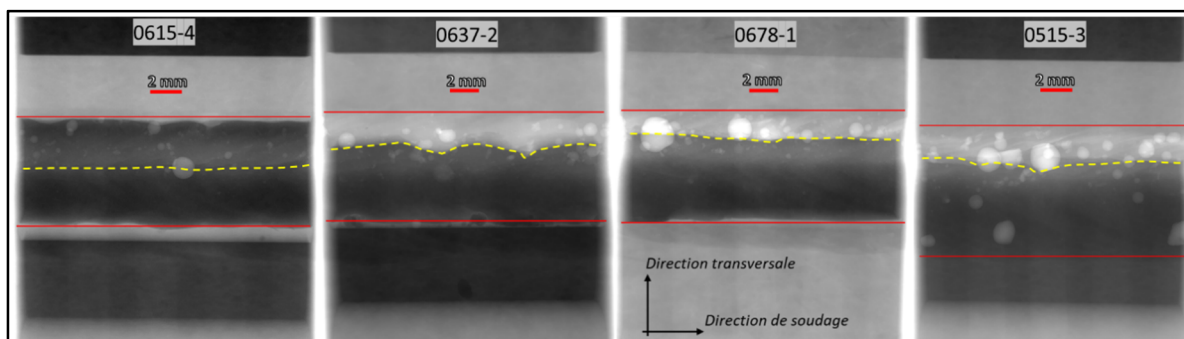 0615-4
2 mm
0637-2
2 mm
0678-1
2 mm
0515-3
2 mm
Direction transversale
Direction de soudage